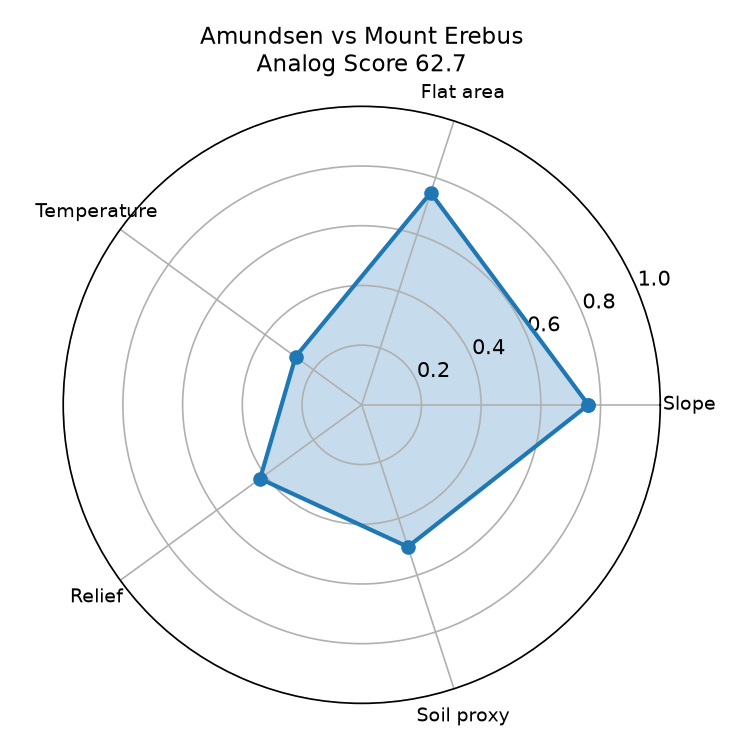 Amundsen vs Mount Erebus
Analog Score 62.7
Flat area
Temperature
1.0
0.8
0.6
0.4
0.2
Slope
Relief
Soil proxy